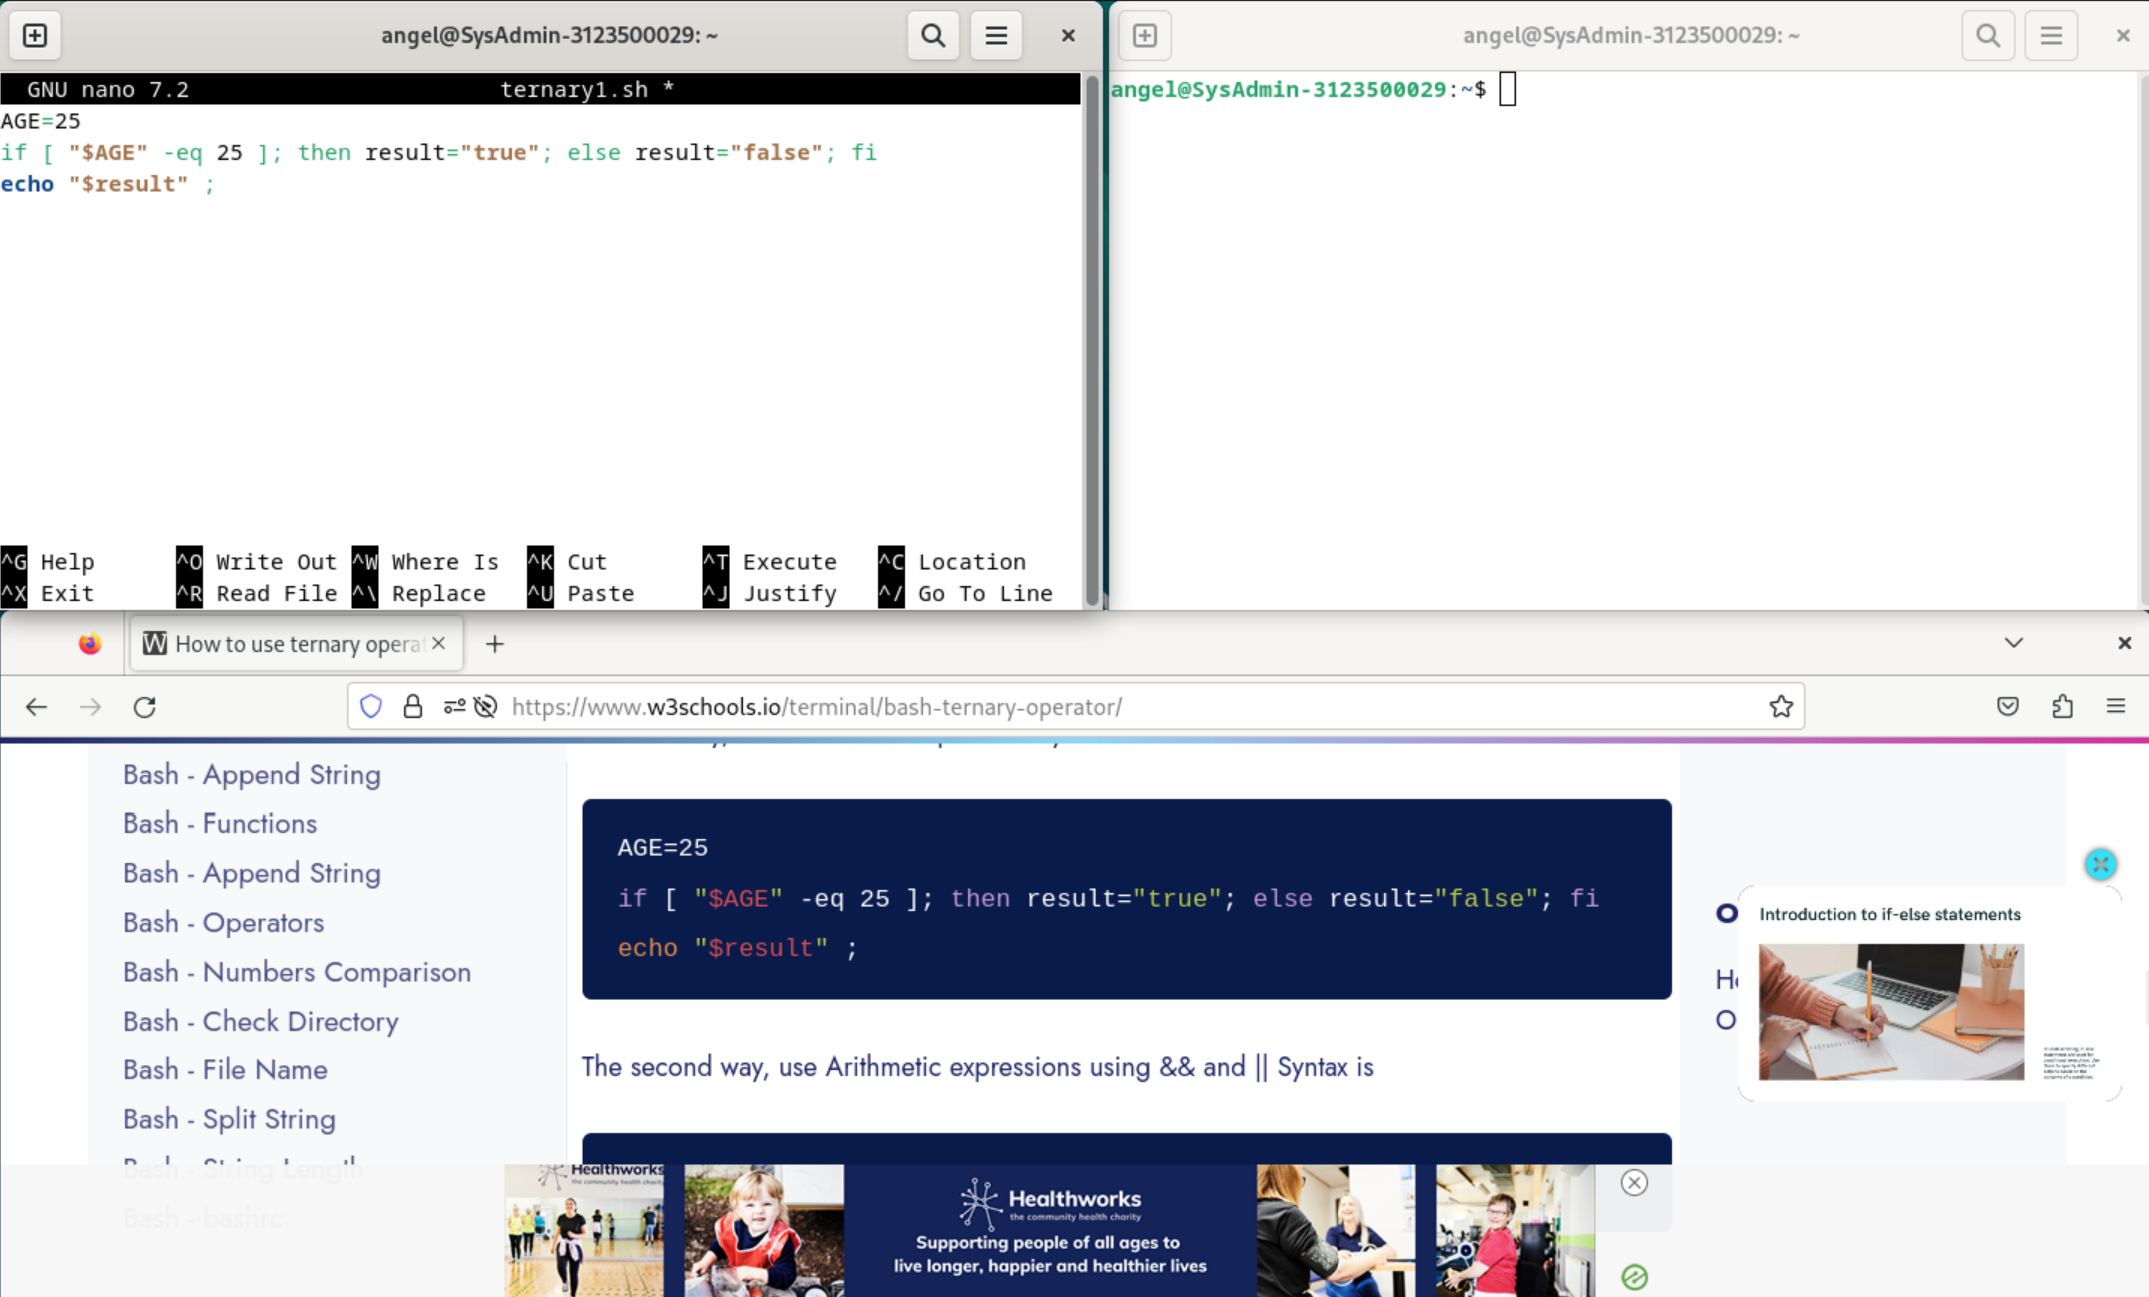 angel@SysAdmin-3123500029: ~
GNU nano 7.2 ternary1.sh *
AGE=25
if [ "$AGE" -eq 25 ]; then result="true"; else result="false"; fi
echo "$result" ;
^G Help ^O Write Out ^W Where Is ^K Cut ^T Execute ^C Location
^X Exit ^R Read File ^\ Replace ^U Paste ^J Justify ^/ Go To Line
angel@SysAdmin-3123500029: ~
angel@SysAdmin-3123500029:~$
How to use ternary opera
https://www.w3schools.io/terminal/bash-ternary-operator/
Bash - Append String
Bash - Functions
Bash - Append String
Bash - Operators
Bash - Numbers Comparison
Bash - Check Directory
Bash - File Name
Bash - Split String
Bash - String Length
Bash - bashrc
AGE=25
if [ "$AGE" -eq 25 ]; then result="true"; else result="false"; fi
echo "$result" ;
The second way, use Arithmetic expressions using && and || Syntax is
Introduction to if-else statements
Healthworks
the community health charity
Healthworks
the community health charity
Supporting people of all ages to
live longer, happier and healthier lives